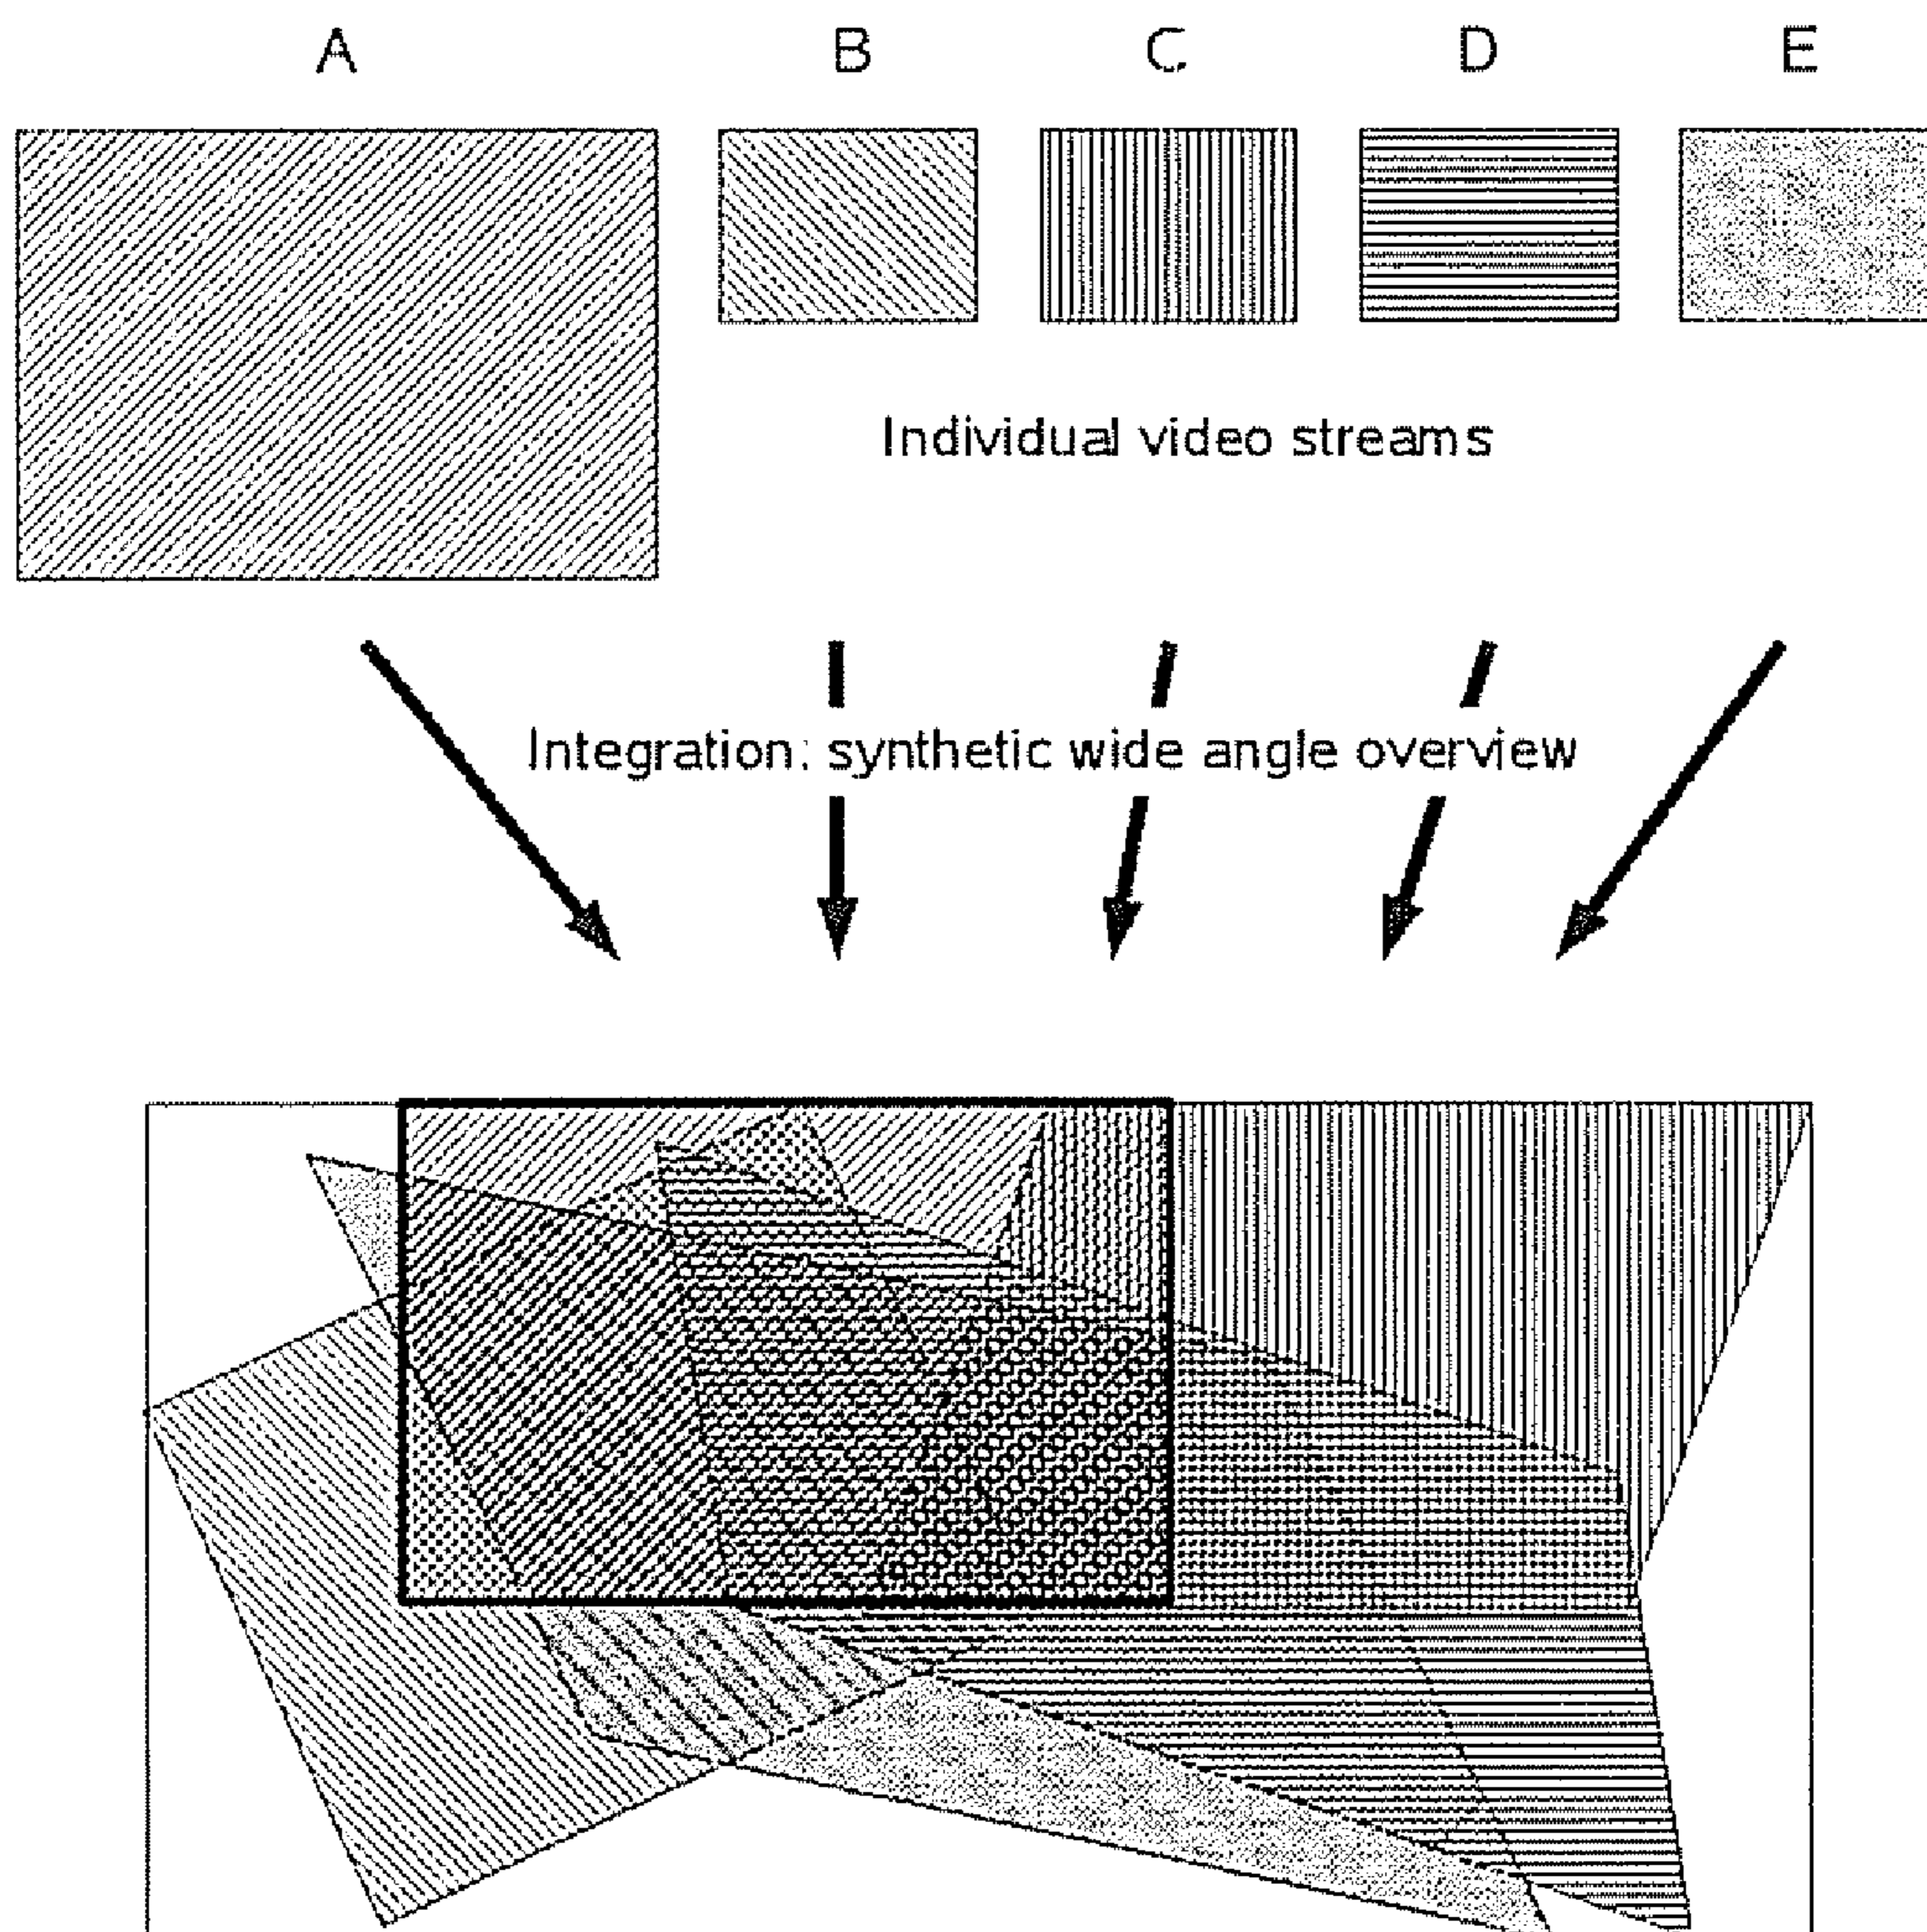 A B C D E
Individual video streams
Integration: synthetic wide angle overview